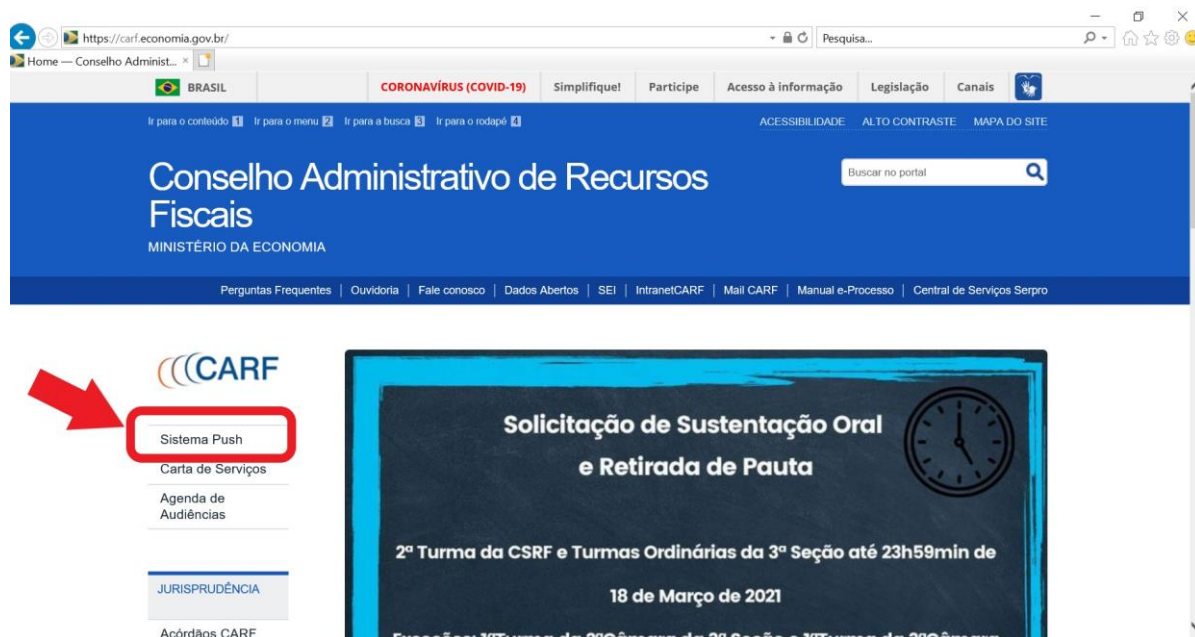 https://carf.economia.gov.br/
Pesquisa...
Home — Conselho Administ...
BRASIL CORONAVÍRUS (COVID-19) Simplifique! Participe Acesso à informação Legislação Canais
Ir para o conteúdo 1 Ir para o menu 2 Ir para a busca 3 Ir para o rodapé 4 ACESSIBILIDADE ALTO CONTRASTE MAPA DO SITE
Conselho Administrativo de Recursos
Fiscais
Buscar no portal
MINISTÉRIO DA ECONOMIA
Perguntas Frequentes | Ouvidoria | Fale conosco | Dados Abertos | SEI | IntranetCARF | Mail CARF | Manual e-Processo | Central de Serviços Serpro
CARF
Sistema Push
Carta de Serviços
Agenda de
Audiências
JURISPRUDÊNCIA
Acórdãos CARF
Solicitação de Sustentação Oral
e Retirada de Pauta
2ª Turma da CSRF e Turmas Ordinárias da 3ª Seção até 23h59min de
18 de Março de 2021